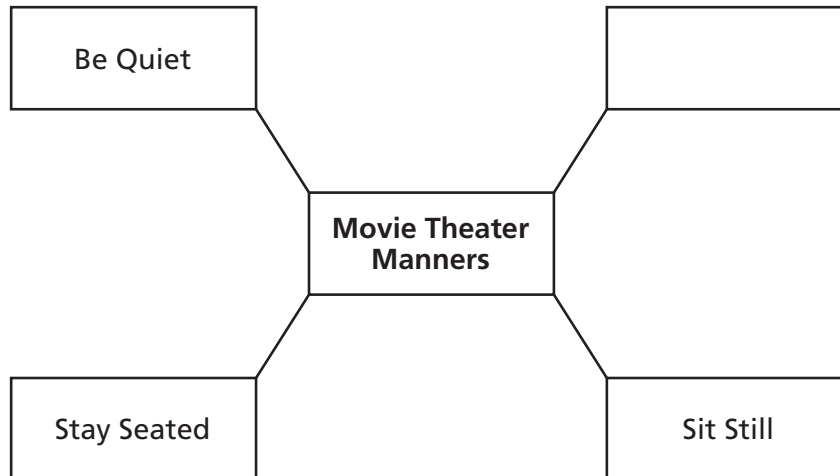 Be Quiet
Movie Theater
Manners
Stay Seated
Sit Still